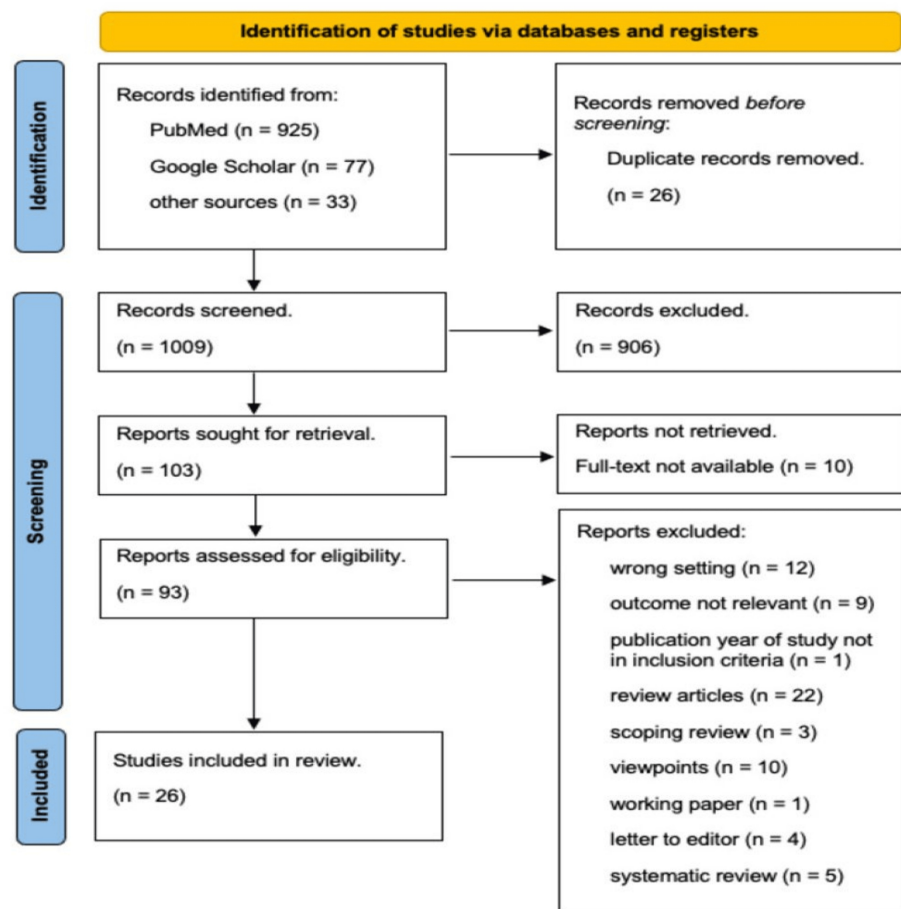 Identification of studies via databases and registers
Identification
Records identified from:
PubMed (n = 925)
Google Scholar (n = 77)
other sources (n = 33)
Records removed before
screening:
Duplicate records removed.
(n = 26)
Screening
Records screened.
(n = 1009)
Records excluded.
(n = 906)
Reports sought for retrieval.
(n = 103)
Reports not retrieved.
Full-text not available (n = 10)
Reports assessed for eligibility.
(n = 93)
Reports excluded:
wrong setting (n = 12)
outcome not relevant (n = 9)
publication year of study not
in inclusion criteria (n = 1)
review articles (n = 22)
scoping review (n = 3)
viewpoints (n = 10)
working paper (n = 1)
letter to editor (n = 4)
systematic review (n = 5)
Included
Studies included in review.
(n = 26)